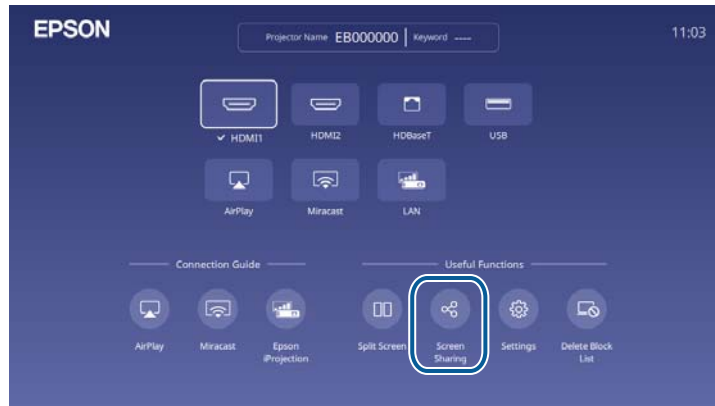 EPSON
Projector Name EB000000 | Keyword ----
11:03
HDMI1
HDMI2
HDBaseT
USB
AirPlay
Miracast
LAN
Connection Guide
Useful Functions
AirPlay
Miracast
Epson
iProjection
Split Screen
Screen
Sharing
Settings
Delete Block
List